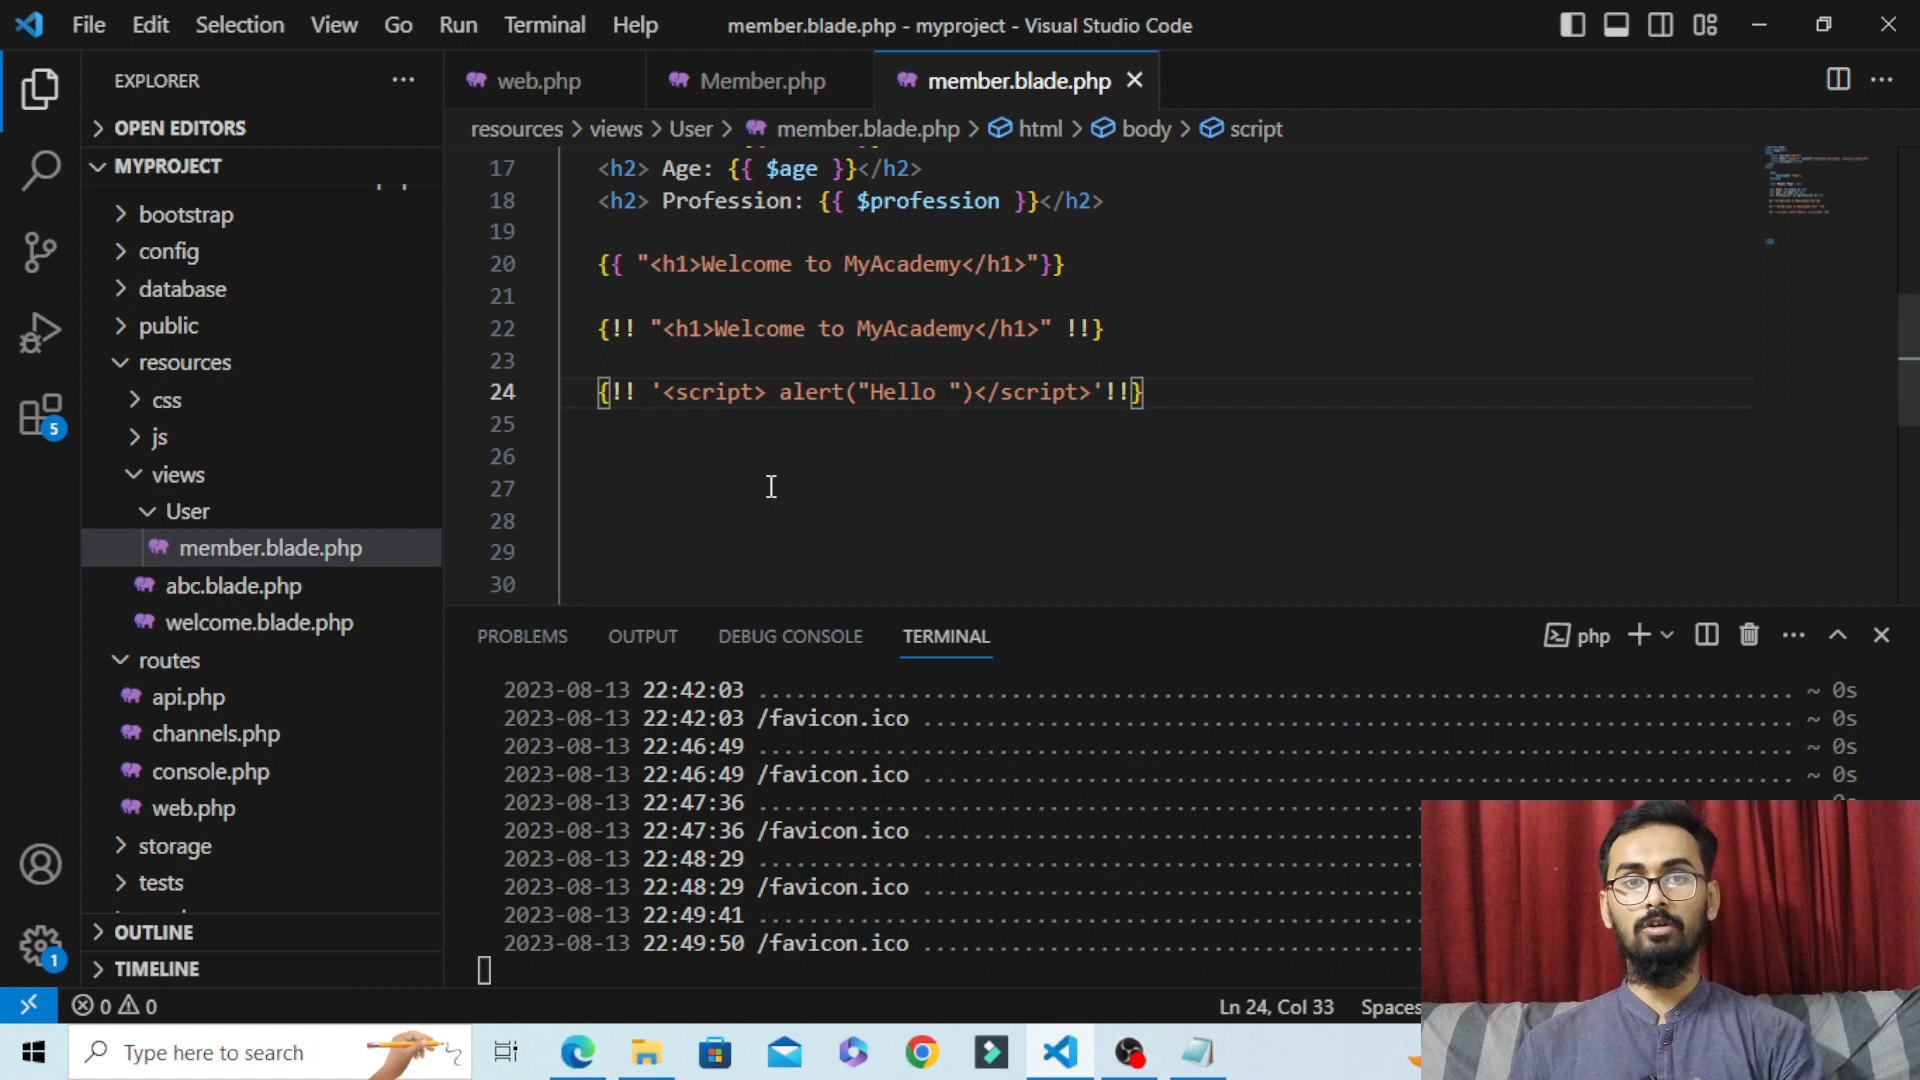 File Edit Selection View Go Run Terminal Help
member.blade.php - myproject - Visual Studio Code
EXPLORER
OPEN EDITORS
MYPROJECT
bootstrap
config
database
public
resources
css
js
views
User
member.blade.php
abc.blade.php
welcome.blade.php
routes
api.php
channels.php
console.php
web.php
storage
tests
OUTLINE
TIMELINE
5
1
web.php Member.php member.blade.php
resources > views > User > member.blade.php > html > body > script
17 <h2> Age: {{ $age }}</h2>
18 <h2> Profession: {{ $profession }}</h2>
19
20 {{ "<h1>Welcome to MyAcademy</h1>"}}
21
22 {!! "<h1>Welcome to MyAcademy</h1>" !!}
23
24 {!! '<script> alert("Hello ")</script>'!!}
25
26
27
28
29
30
PROBLEMS OUTPUT DEBUG CONSOLE TERMINAL
php
2023-08-13 22:42:03 ~ 0s
2023-08-13 22:42:03 /favicon.ico ~ 0s
2023-08-13 22:46:49 ~ 0s
2023-08-13 22:46:49 /favicon.ico ~ 0s
2023-08-13 22:47:36
2023-08-13 22:47:36 /favicon.ico
2023-08-13 22:48:29
2023-08-13 22:48:29 /favicon.ico
2023-08-13 22:49:41
2023-08-13 22:49:50 /favicon.ico
0 0
Ln 24, Col 33 Spaces
Type here to search